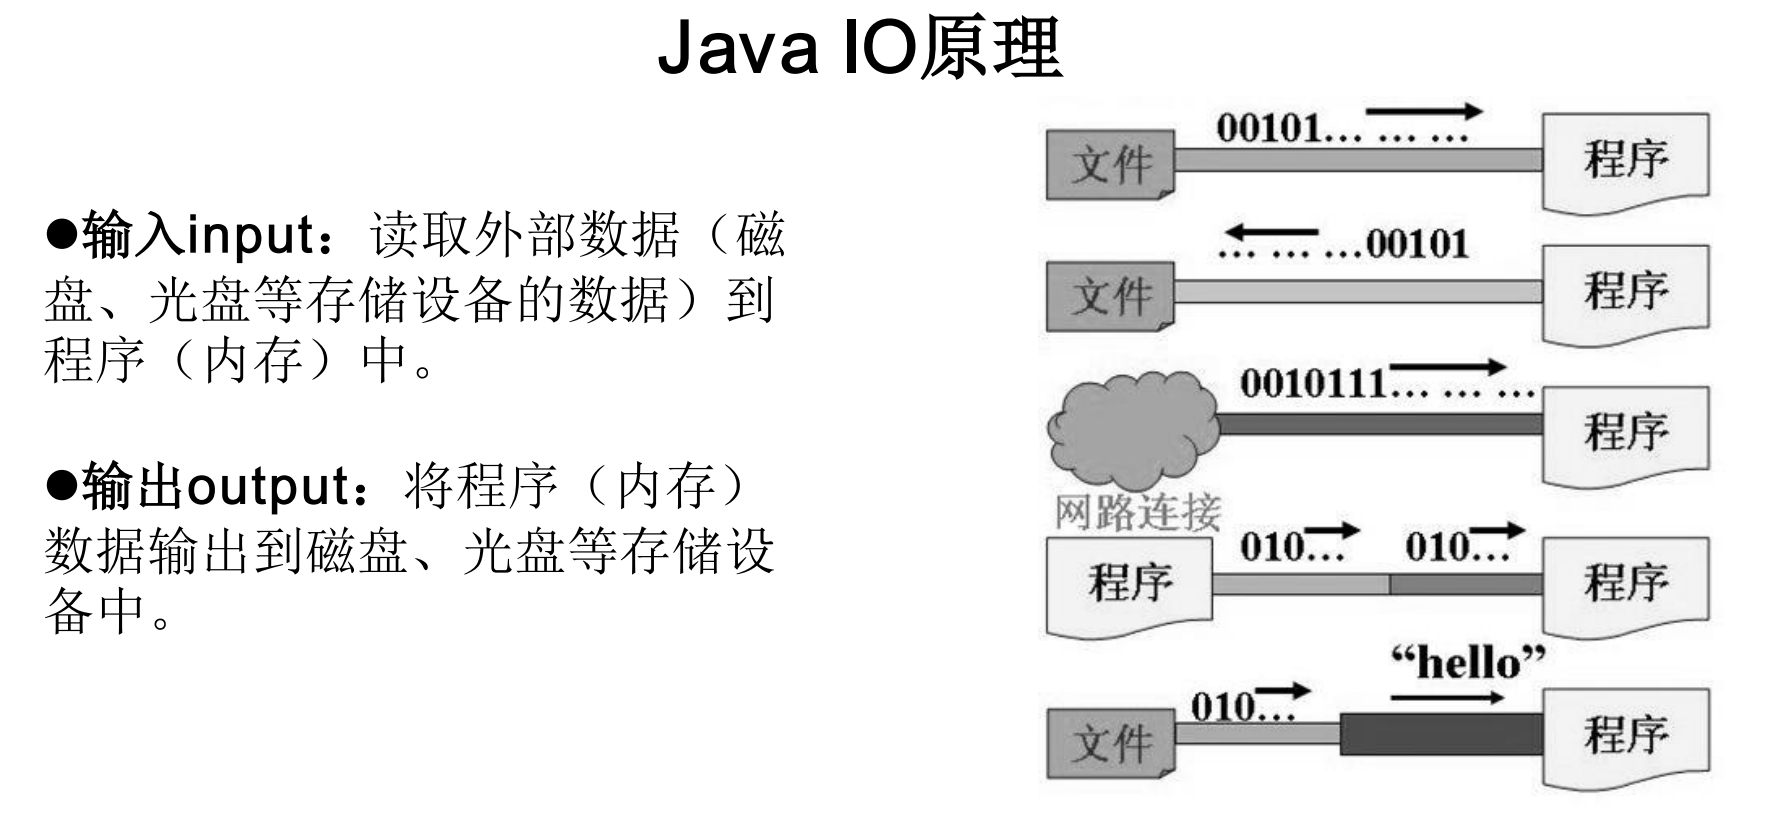 Java IO原理
●输入input：读取外部数据（磁
盘、光盘等存储设备的数据）到
程序（内存）中。
●输出output：将程序（内存）
数据输出到磁盘、光盘等存储设
备中。
00101... ... ...
文件
程序
... ... ...00101
文件
程序
0010111... ... ...
程序
网路连接
010... 010...
程序
程序
“hello”
010...
文件
程序